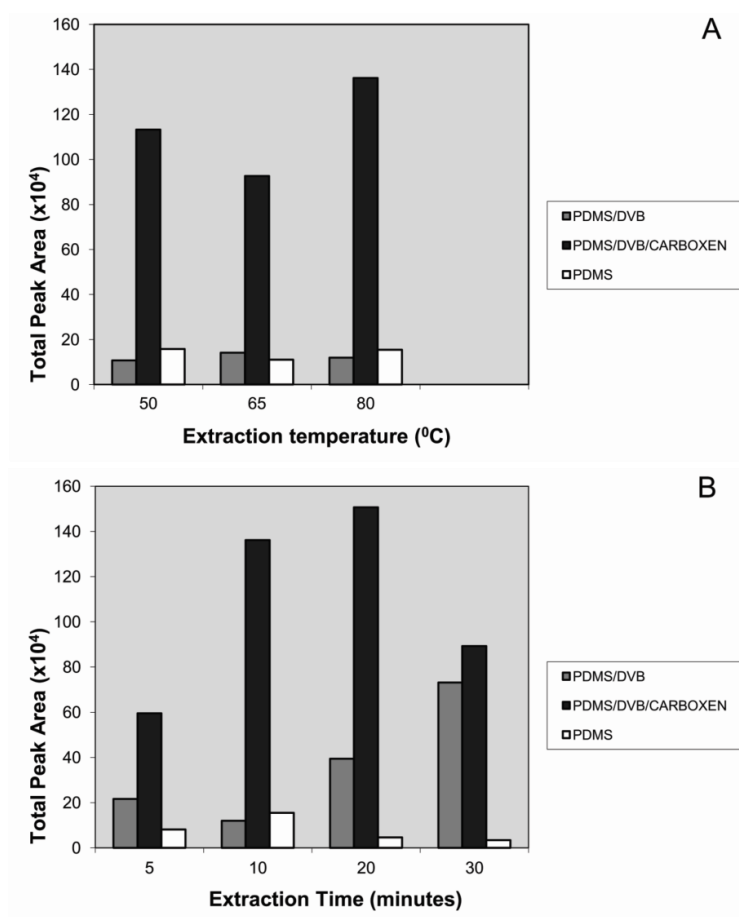 A
160
140
120
100
80
60
40
20
0
Total Peak Area (x10⁴)
50 65 80
Extraction temperature (⁰C)
PDMS/DVB
PDMS/DVB/CARBOXEN
PDMS
B
160
140
120
100
80
60
40
20
0
Total Peak Area (x10⁴)
5 10 20 30
Extraction Time (minutes)
PDMS/DVB
PDMS/DVB/CARBOXEN
PDMS